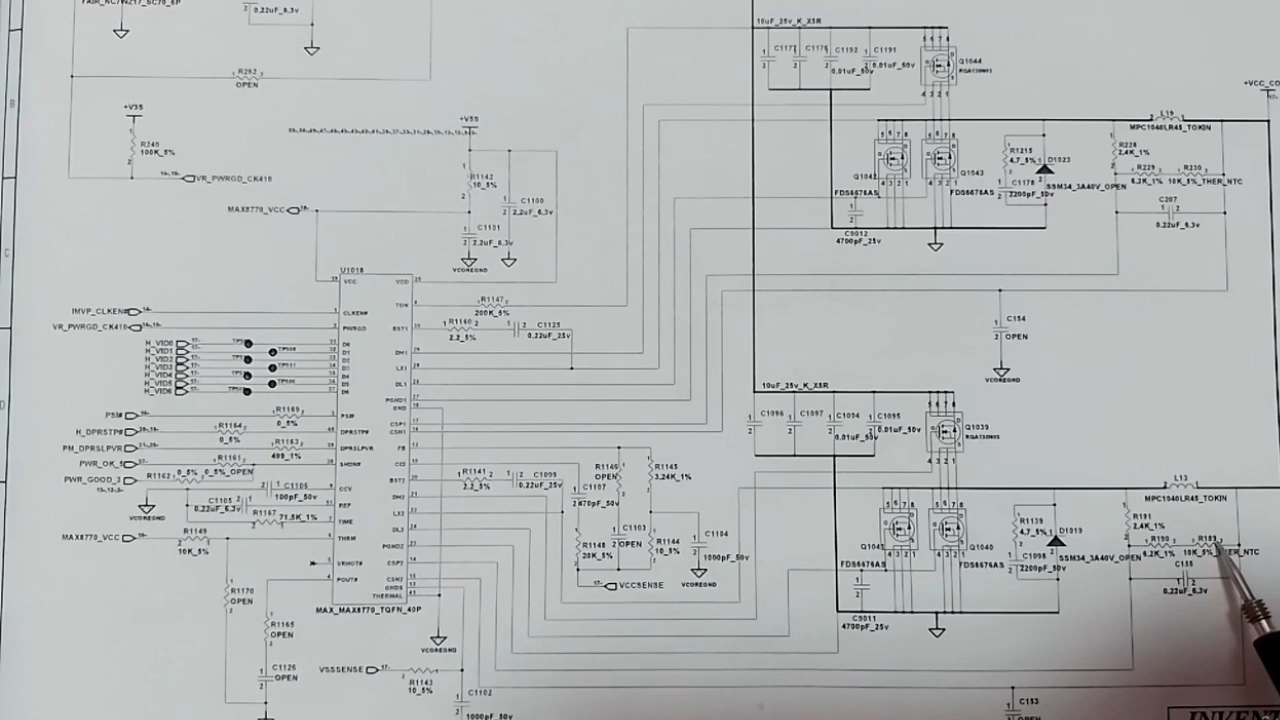 0.22uF_6.3v
R262
OPEN
+V3S
R240
100K_5%
VR_PWRGD_CK410
MAX8770_VCC
+V5S
R1142
10_5%
C1100
2.2uF_6.3v
C1101
2.2uF_6.3v
VCOREGND
U1018
VCC
VDD
IMVP_CLKEN#
CLKEN#
VR_PWRGD_CK410
PWRGD
H_VID0
H_VID1
H_VID2
H_VID3
H_VID4
H_VID5
H_VID6
D0
D1
D2
D3
D4
D5
D6
TON
R1147
200K_5%
BST1
R1160
2.2_5%
C1125
0.22uF_25v
DH1
LX1
DL1
PGND1
GND
CSP1
CSN1
FB
CCI
BST2
DH2
LX2
DL2
PGND2
CSP2
CSN2
GNDS
THERMAL
PSI#
R1169
0_5%
PSI#
H_DPRSTP#
R1164
0_5%
DPRSTP#
PM_DPRSLPVR
R1163
499_1%
DPRSLPVR
PWR_OK_5
R1161
0_5%_OPEN
SHDN#
PWR_GOOD_3
R1162
0_5%
C1106
100pF_50v
CCV
C1105
0.22uF_6.3v
REF
VCOREGND
R1167
71.5K_1%
TIME
MAX8770_VCC
R1149
10K_5%
THRM
VRHOT#
POUT#
MAX_MAX8770_TQFN_40P
R1170
OPEN
R1165
OPEN
C1126
OPEN
VCOREGND
VSSSENSE
R1143
10_5%
C1102
1000pF_50v
R1141
2.2_5%
C1099
0.22uF_25v
C1107
470pF_50v
R1146
OPEN
R1145
3.24K_1%
R1148
20K_5%
C1103
OPEN
R1144
10_5%
C1104
1000pF_50v
VCCSENSE
VCOREGND
10uF_25v_K_X5R
C1177
C1176
C1192
0.01uF_50v
C1191
0.01uF_50v
Q1044
RQA130N03
Q1042
FDS6676AS
Q1043
FDS6676AS
C9012
4700pF_25v
R1215
4.7_5%
C1178
2200pF_50v
D1023
SSM34_3A40V_OPEN
L19
MPC1040LR45_TOKIN
R228
2.4K_1%
R229
6.2K_1%
R230
10K_5%_THER_NTC
C207
0.22uF_6.3v
C154
OPEN
VCOREGND
10uF_25v_K_X5R
C1096
C1097
C1094
0.01uF_50v
C1095
0.01uF_50v
Q1039
RQA130N03
Q1041
FDS6676AS
Q1040
FDS6676AS
C9011
4700pF_25v
R1139
4.7_5%
C1098
2200pF_50v
D1019
SSM34_3A40V_OPEN
L13
MPC1040LR45_TOKIN
R191
2.4K_1%
R190
6.2K_1%
R189
C155
0.22uF_6.3v
C153
OPEN